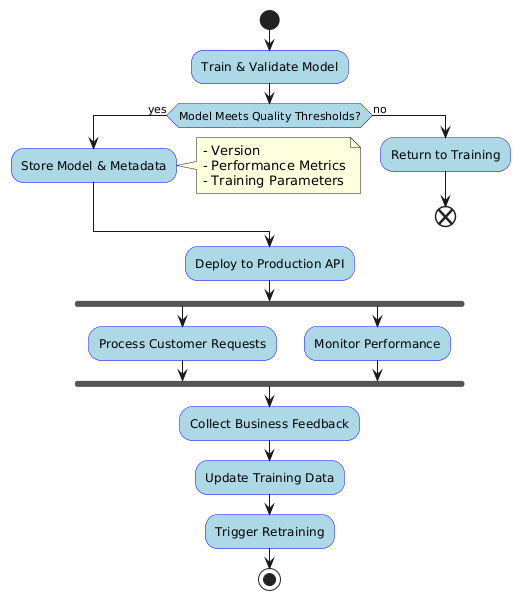 Train & Validate Model
yes
Model Meets Quality Thresholds?
no
Store Model & Metadata
- Version
- Performance Metrics
- Training Parameters
Return to Training
Deploy to Production API
Process Customer Requests
Monitor Performance
Collect Business Feedback
Update Training Data
Trigger Retraining